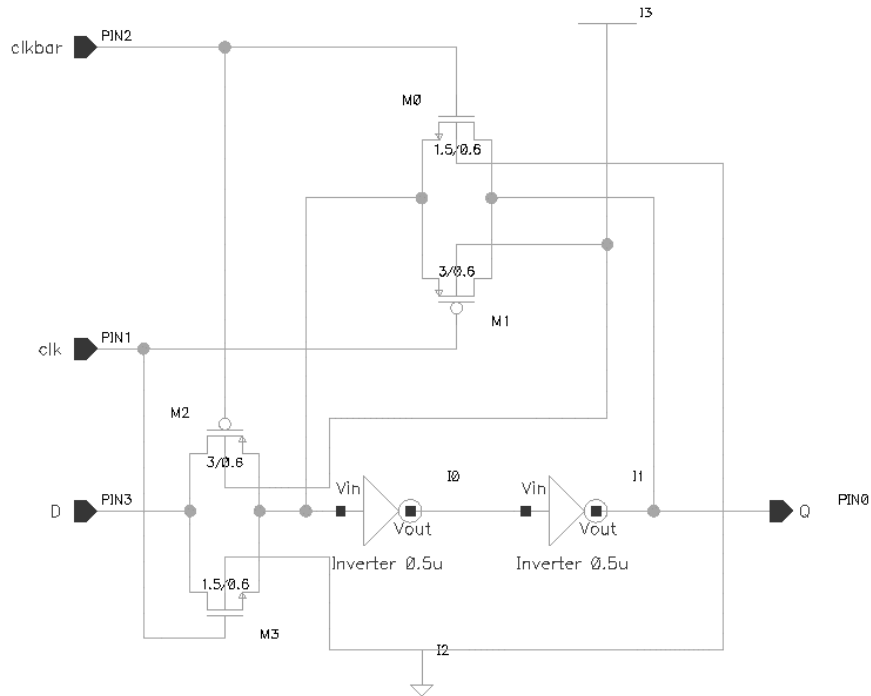 I3
clkbar PIN2
M0
1.5/0.6
3/0.6
M1
clk PIN1
M2
3/0.6
D PIN3
Vin I0 Vin I1
Q PIN0
Vout Vout
Inverter 0.5u Inverter 0.5u
1.5/0.6
M3
I2